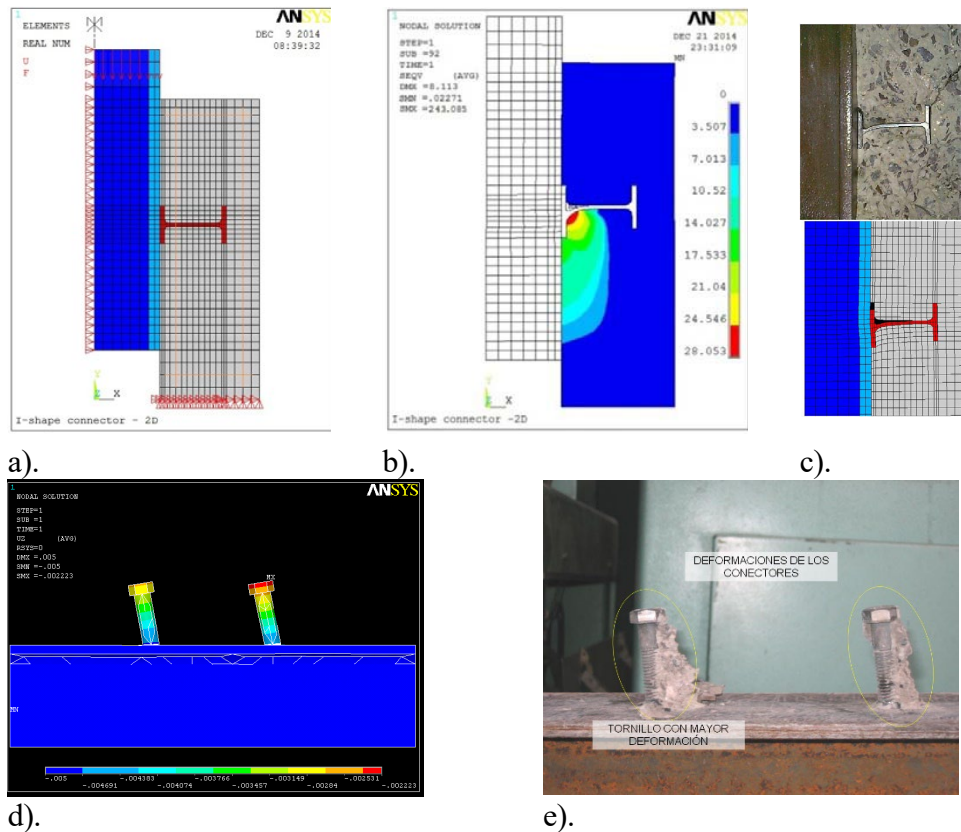 1
ANSYS
ELEMENTS
REAL NUM
U
F
DEC 9 2014
08:39:32
Y
X
I-shape connector - 2D
1
ANSYS
NODAL SOLUTION
STEP=1
SUB =92
TIME=1
SEQV (AVG)
DMX =8.113
SMN =.02271
SMX =243.085
DEC 21 2014
23:31:09
MN
0
3.507
7.013
10.52
14.027
17.533
21.04
24.546
28.053
X
I-shape connector -2D
a).
b).
c).
1
ANSYS
NODAL SOLUTION
STEP=1
SUB =1
TIME=1
UZ (AVG)
RSYS=0
DMX =.005
SMN =-.005
SMX =-.002223
MX
MN
-.005
-.004691
-.004383
-.004074
-.003766
-.003457
-.003149
-.00284
-.002531
-.002223
DEFORMACIONES DE LOS
CONECTORES
TORNILLO CON MAYOR
DEFORMACIÓN
d).
e).